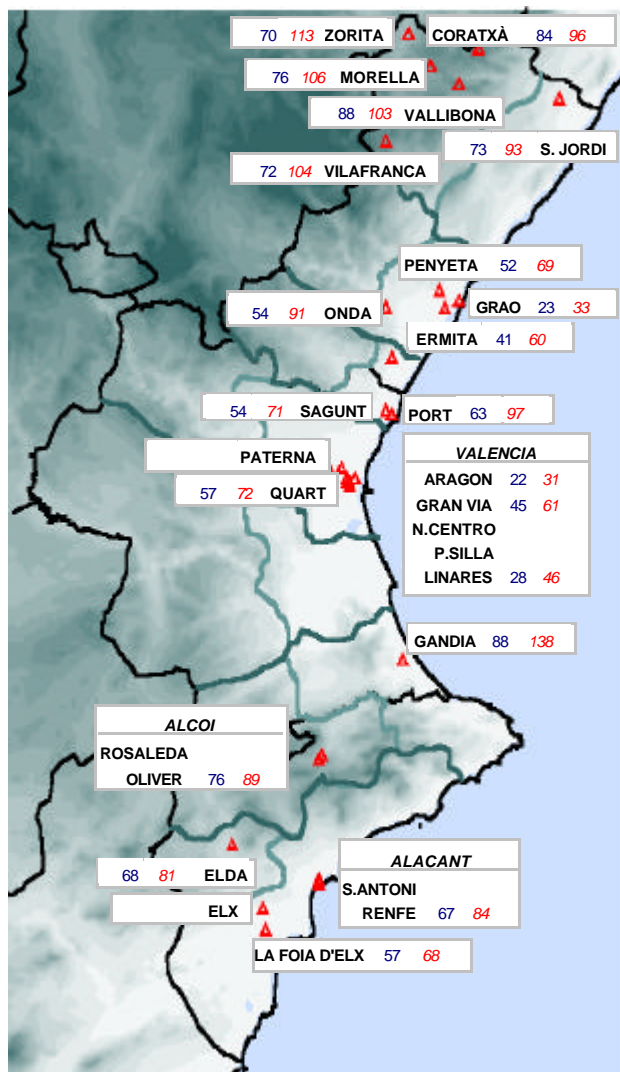 70 113 ZORITA
CORATXÀ 84 96
76 106 MORELLA
88 103 VALLIBONA
73 93 S. JORDI
72 104 VILAFRANCA
PENYETA 52 69
54 91 ONDA
GRAO 23 33
ERMITA 41 60
54 71 SAGUNT
PORT 63 97
PATERNA
57 72 QUART
VALENCIA
ARAGON 22 31
GRAN VIA 45 61
N.CENTRO
P.SILLA
LINARES 28 46
GANDIA 88 138
ALCOI
ROSALEDA
OLIVER 76 89
68 81 ELDA
ELX
ALACANT
S.ANTONI
RENFE 67 84
LA FOIA D'ELX 57 68